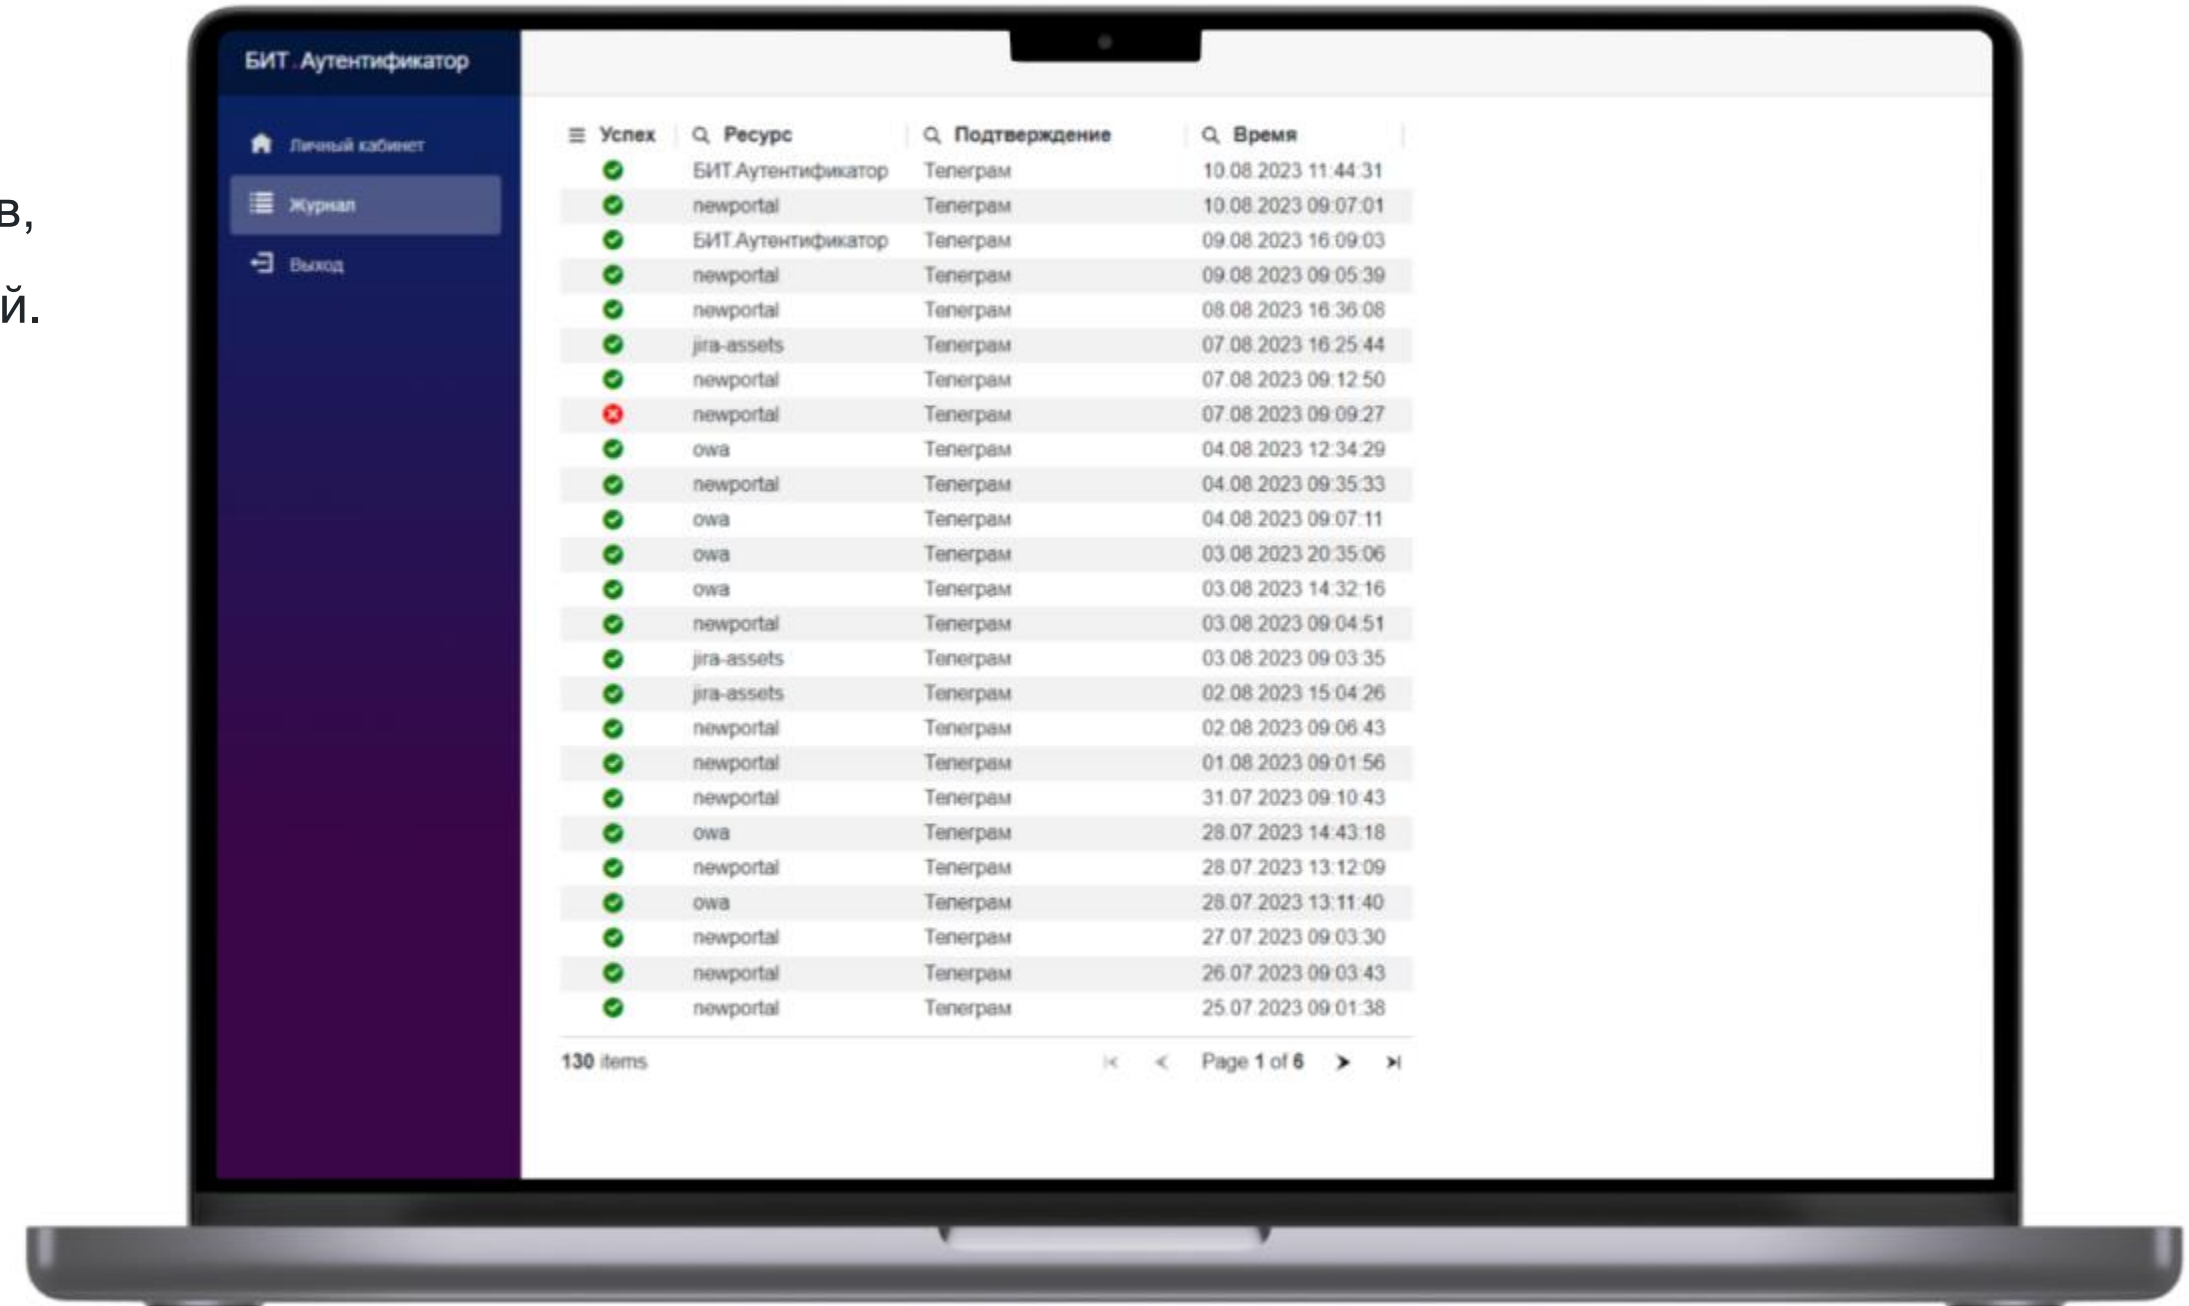 в,
й.
БИТ.Аутентификатор
Личный кабинет
Журнал
Выход
Успех Ресурс Подтверждение Время
БИТ.Аутентификатор Телеграм 10.08.2023 11:44:31
newportal Телеграм 10.08.2023 09:07:01
БИТ.Аутентификатор Телеграм 09.08.2023 16:09:03
newportal Телеграм 09.08.2023 09:05:39
newportal Телеграм 08.08.2023 16:36:08
jira-assets Телеграм 07.08.2023 16:25:44
newportal Телеграм 07.08.2023 09:12:50
newportal Телеграм 07.08.2023 09:09:27
owa Телеграм 04.08.2023 12:34:29
newportal Телеграм 04.08.2023 09:35:33
owa Телеграм 04.08.2023 09:07:11
owa Телеграм 03.08.2023 20:35:06
owa Телеграм 03.08.2023 14:32:16
newportal Телеграм 03.08.2023 09:04:51
jira-assets Телеграм 03.08.2023 09:03:35
jira-assets Телеграм 02.08.2023 15:04:26
newportal Телеграм 02.08.2023 09:06:43
newportal Телеграм 01.08.2023 09:01:56
newportal Телеграм 31.07.2023 09:10:43
owa Телеграм 28.07.2023 14:43:18
newportal Телеграм 28.07.2023 13:12:09
owa Телеграм 28.07.2023 13:11:40
newportal Телеграм 27.07.2023 09:03:30
newportal Телеграм 26.07.2023 09:03:43
newportal Телеграм 25.07.2023 09:01:38
130 items Page 1 of 6